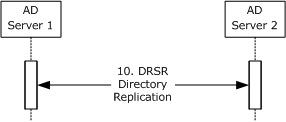 AD
Server 1
AD
Server 2
10. DRSR
Directory
Replication